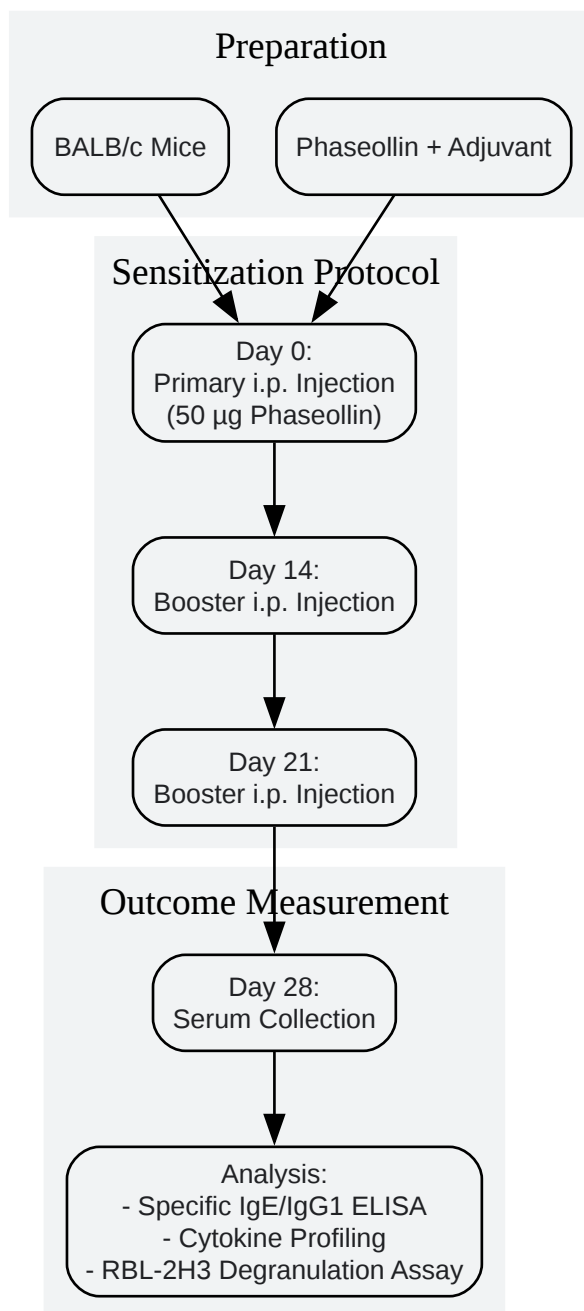 Preparation
BALB/c Mice
Phaseollin + Adjuvant
Sensitization Protocol
Day 0:
Primary i.p. Injection
(50 µg Phaseollin)
Day 14:
Booster i.p. Injection
Day 21:
Booster i.p. Injection
Outcome Measurement
Day 28:
Serum Collection
Analysis:
- Specific IgE/IgG1 ELISA
- Cytokine Profiling
- RBL-2H3 Degranulation Assay